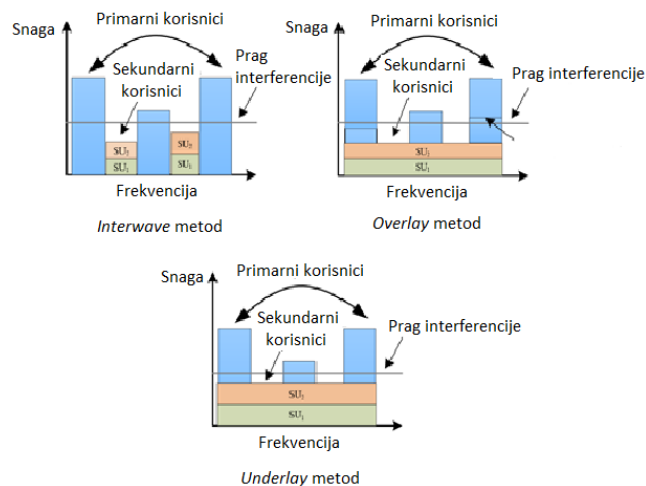 Primarni korisnici
Snaga
Prag
interferencije
Sekundarni
korisnici
SU2
SU1
SU2
SU1
Frekvencija
Interwave metod
Primarni korisnici
Snaga
Prag interferencije
Sekundarni
korisnici
SU2
SU1
Frekvencija
Overlay metod
Primarni korisnici
Snaga
Sekundarni
korisnici
Prag interferencije
SU2
SU1
Frekvencija
Underlay metod